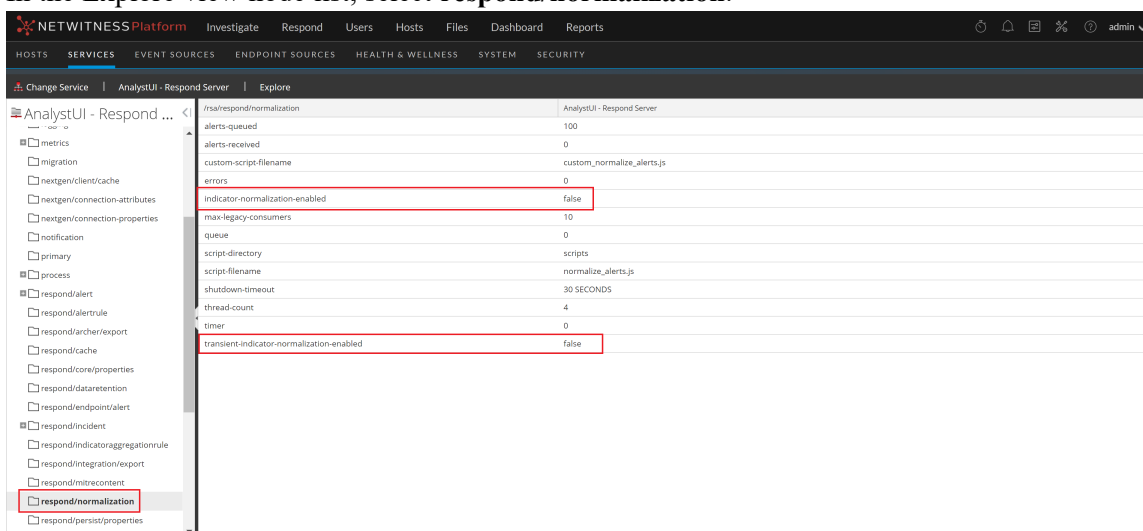 In the Explore view node list, select respond/normalization.
NETWITNESS Platform Investigate Respond Users Hosts Files Dashboard Reports admin
HOSTS SERVICES EVENT SOURCES ENDPOINT SOURCES HEALTH & WELLNESS SYSTEM SECURITY
Change Service | AnalystUI - Respond Server | Explore
AnalystUI - Respond ...
metrics
migration
nextgen/client/cache
nextgen/connection-attributes
nextgen/connection-properties
notification
primary
process
respond/alert
respond/alertrule
respond/archer/export
respond/cache
respond/core/properties
respond/dataretention
respond/endpoint/alert
respond/incident
respond/indicatoraggregationrule
respond/integration/export
respond/mitrecontent
respond/normalization
respond/persist/properties
/rsa/respond/normalization AnalystUI - Respond Server
alerts-queued 100
alerts-received 0
custom-script-filename custom_normalize_alerts.js
errors 0
indicator-normalization-enabled false
max-legacy-consumers 10
queue 0
script-directory scripts
script-filename normalize_alerts.js
shutdown-timeout 30 SECONDS
thread-count 4
timer 0
transient-indicator-normalization-enabled false